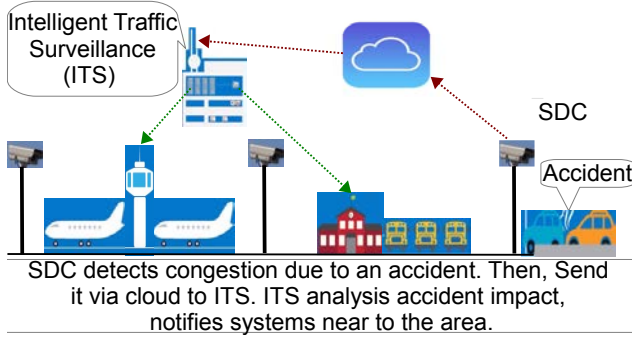 Intelligent Traffic
Surveillance
(ITS)
SDC
Accident
SDC detects congestion due to an accident. Then, Send
it via cloud to ITS. ITS analysis accident impact,
notifies systems near to the area.